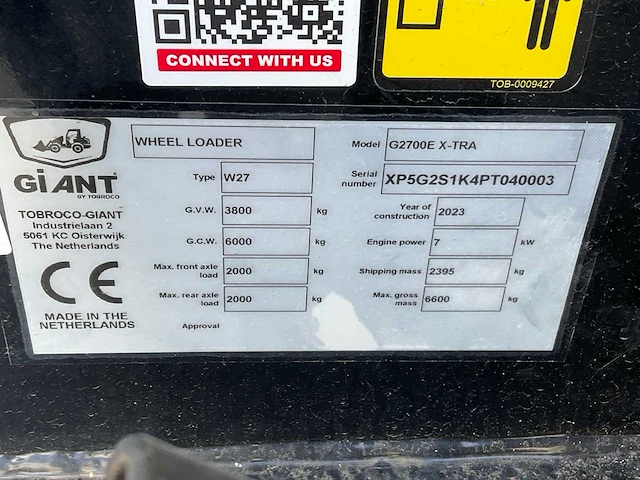 CONNECT WITH US
TOB-0009427
GiANT
BY TOBROCO
TOBROCO-GIANT
Industrielaan 2
5061 KC Oisterwijk
The Netherlands
CE
MADE IN THE
NETHERLANDS
WHEEL LOADER
Type W27
G.V.W. 3800 kg
G.C.W. 6000 kg
Max. front axle
load 2000 kg
Max. rear axle
load 2000 kg
Approval
Model G2700E X-TRA
Serial
number XP5G2S1K4PT040003
Year of
construction 2023
Engine power 7 kW
Shipping mass 2395 kg
Max. gross
mass 6600 kg